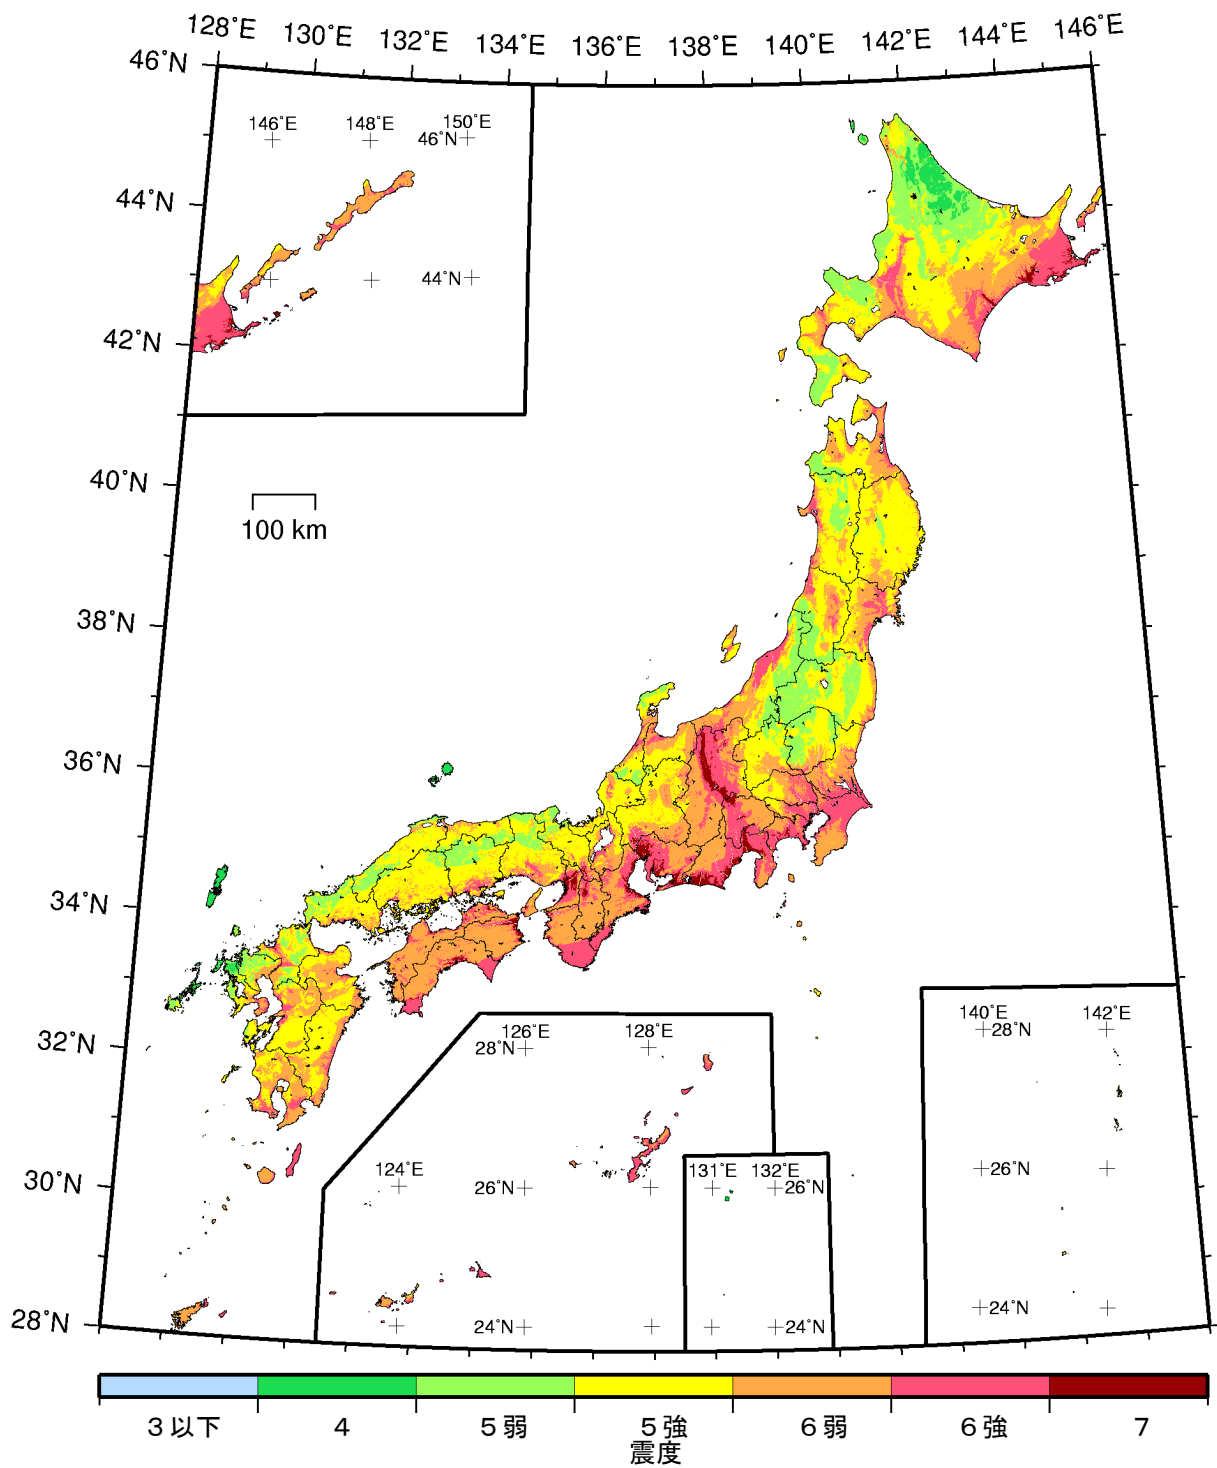 128°E 130°E 132°E 134°E 136°E 138°E 140°E 142°E 144°E 146°E
46°N
146°E 148°E 150°E
46°N
44°N
44°N
42°N
40°N
100 km
38°N
36°N
34°N
32°N
126°E 128°E
28°N
140°E 142°E
28°N
30°N
124°E
26°N
131°E 132°E
26°N
26°N
28°N
24°N
24°N
24°N
3以下 4 5弱 5強 6弱 6強 7
震度